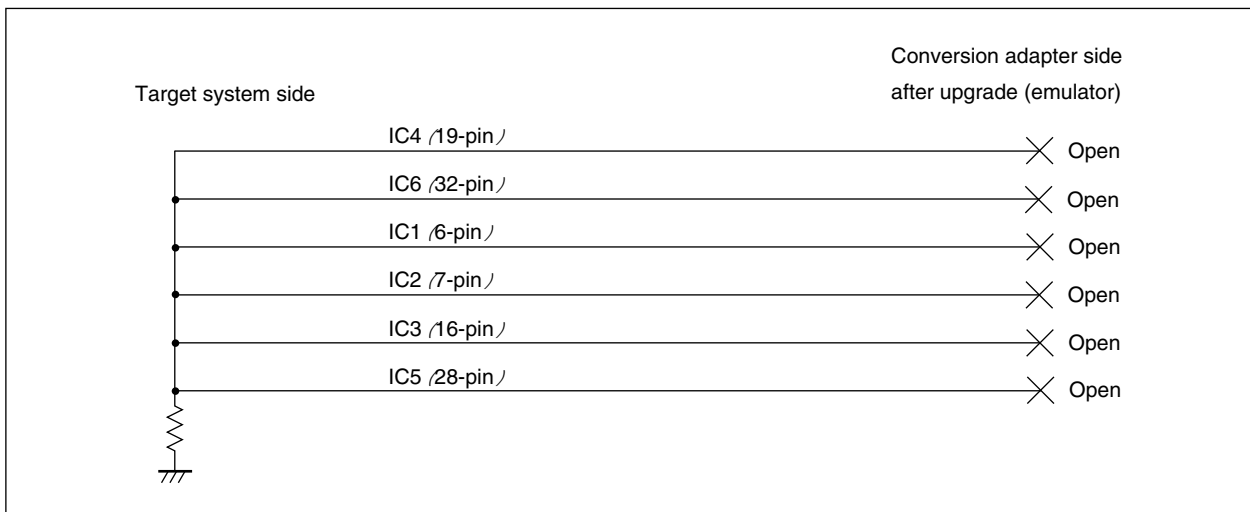 Conversion adapter side
Target system side
after upgrade (emulator)
IC4 (19-pin)
Open
IC6 (32-pin)
Open
IC1 (6-pin)
Open
IC2 (7-pin)
Open
IC3 (16-pin)
Open
IC5 (28-pin)
Open